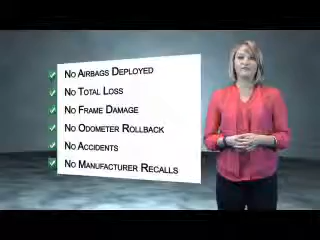 No Airbags Deployed
No Total Loss
No Frame Damage
No Odometer Rollback
No Accidents
No Manufacturer Recalls